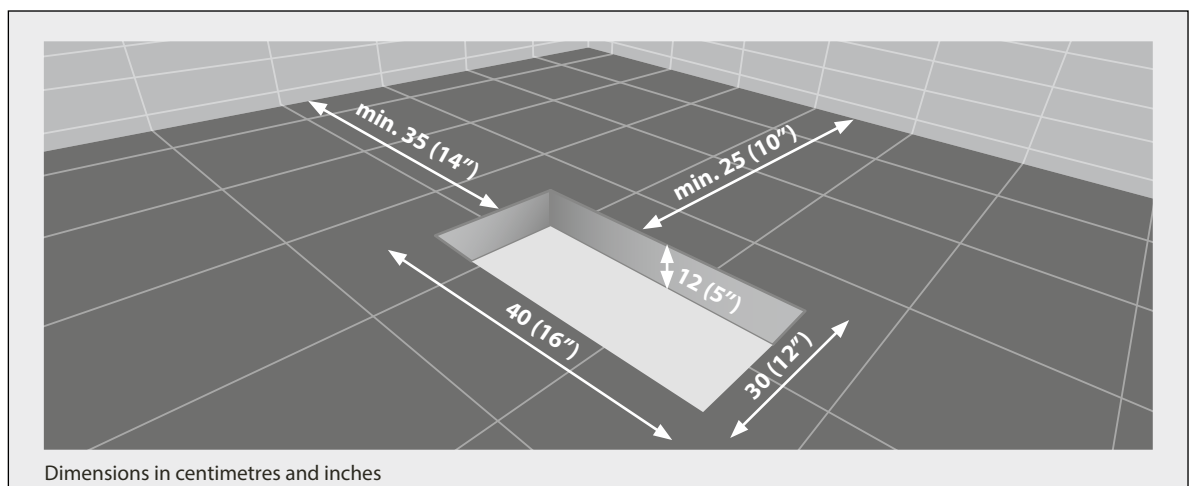 min. 35 (14”)
min. 25 (10”)
12 (5”)
40 (16”)
30 (12”)
Dimensions in centimetres and inches